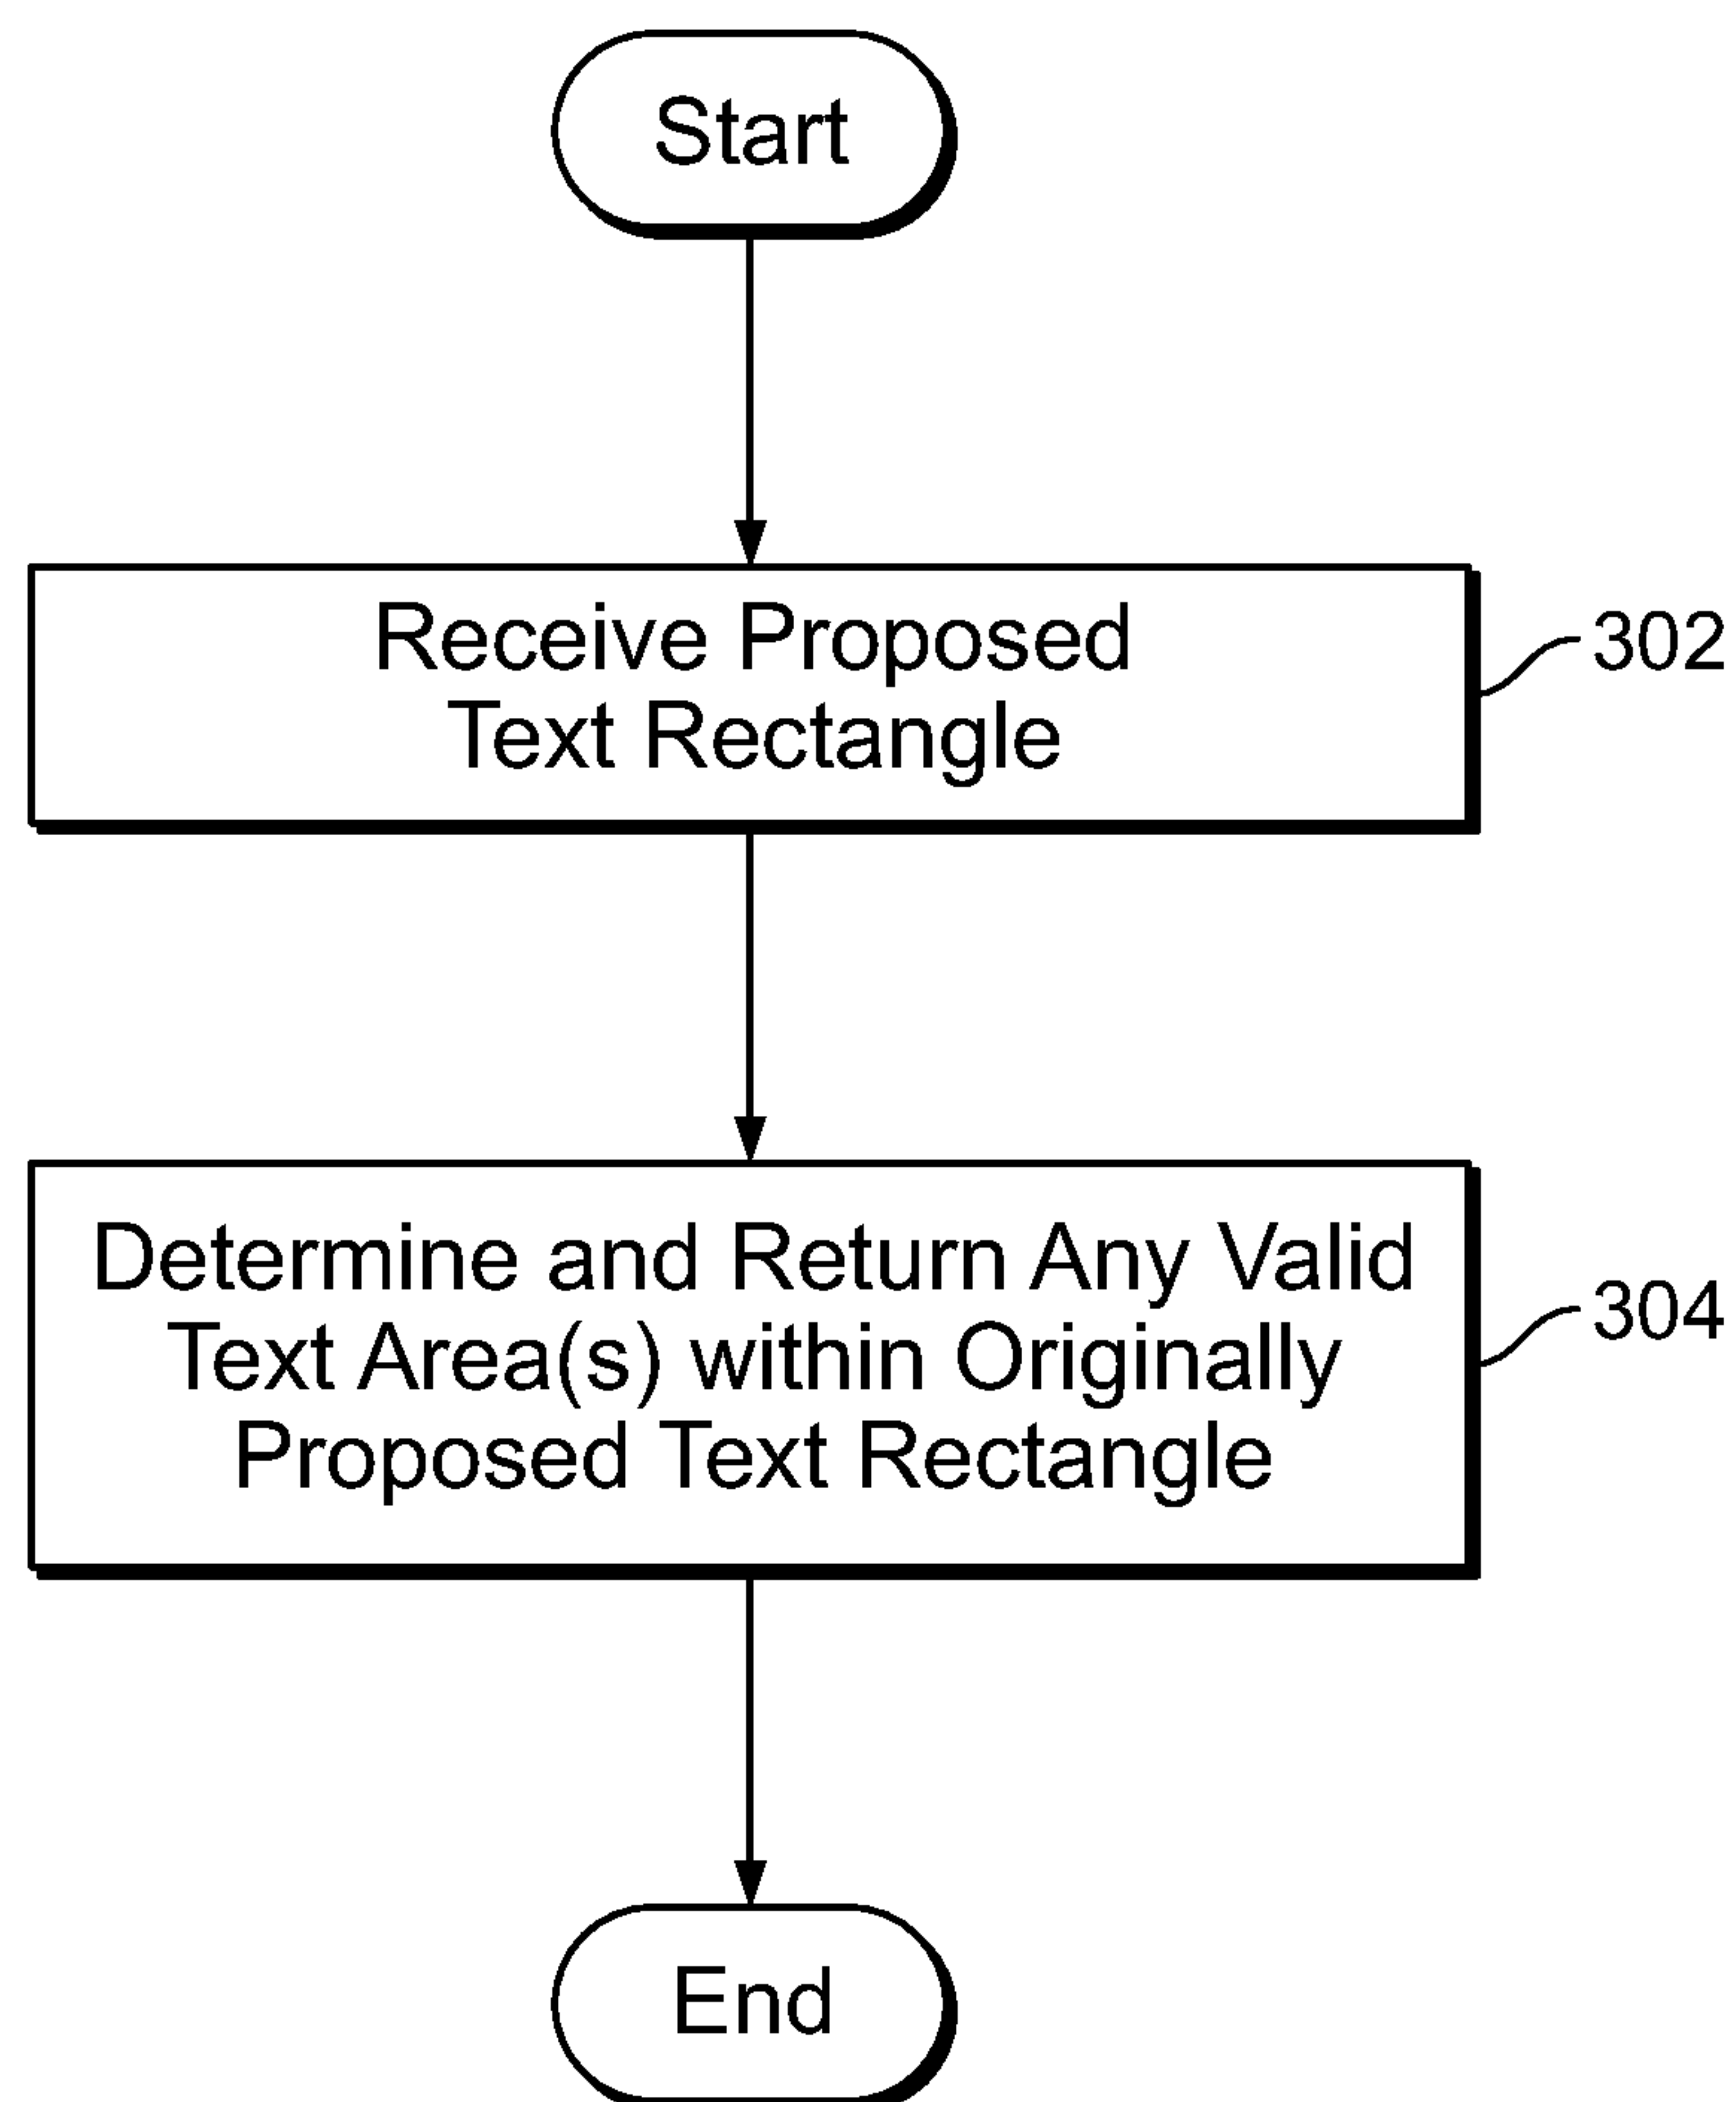 Start
Receive Proposed
Text Rectangle
302
Determine and Return Any Valid
Text Area(s) within Originally
Proposed Text Rectangle
304
End